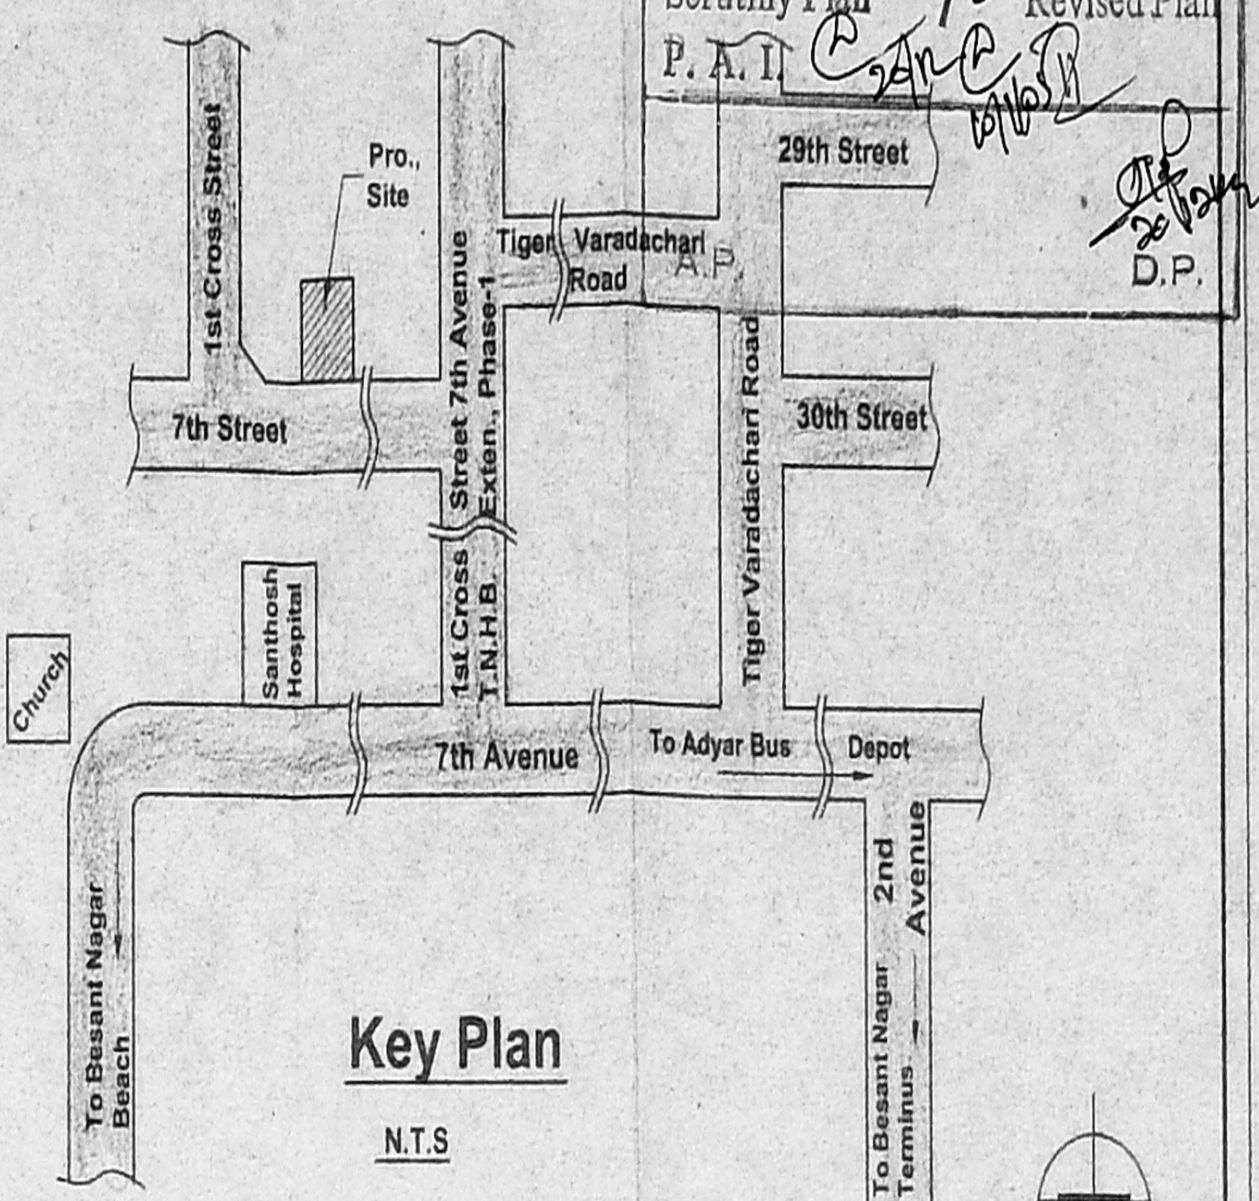 Scrutiny Plan Revised Plan
P. A. I.
29th Street
Pro.,
Site
1st Cross Street
Tiger Varadachari
Road
A.P.
D.P.
1st Cross Street 7th Avenue
T.N.H.B. Exten., Phase-1
7th Street
30th Street
Tiger Varadachari Road
Santhosh
Hospital
Church
7th Avenue
To Adyar Bus Depot
2nd
Avenue
To Besant Nagar
Beach
To Besant Nagar
Terminus
Key Plan
N.T.S